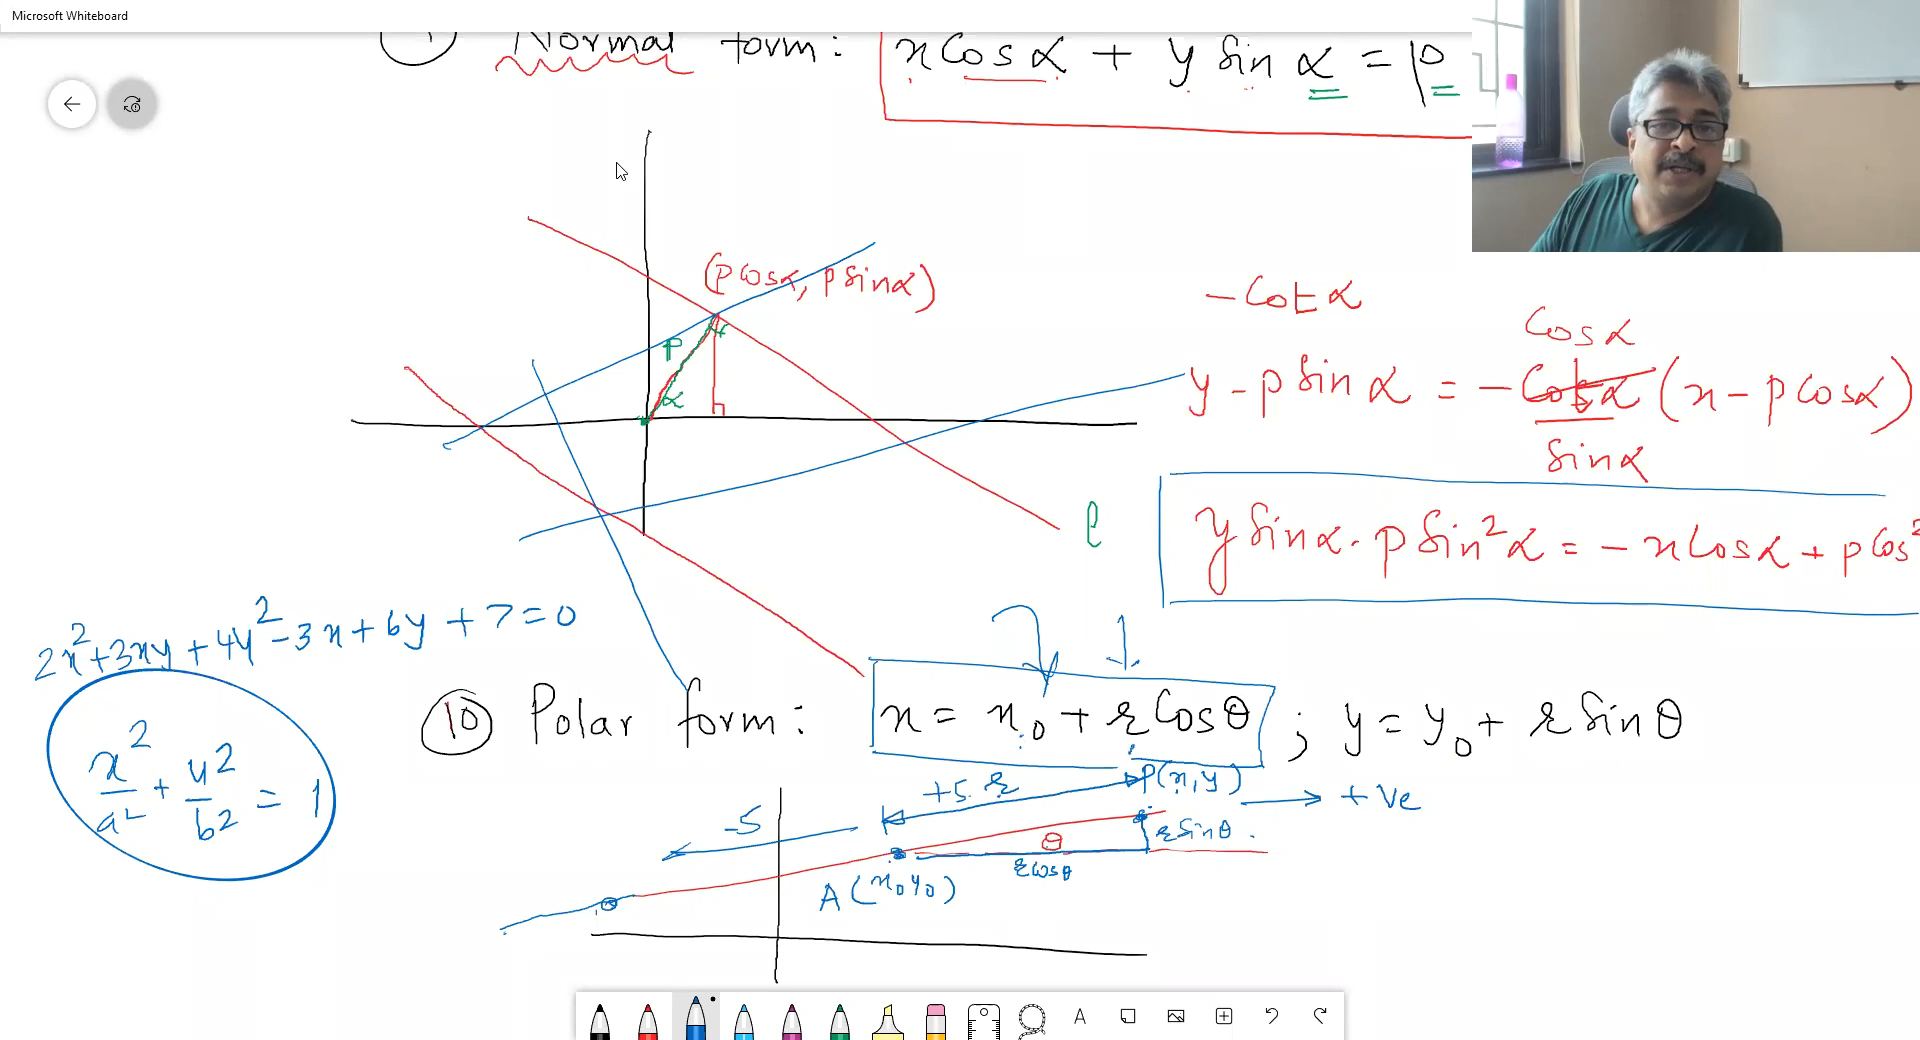 Microsoft Whiteboard
Normal form: x cos α + y sin α = p
(p cos α, p sin α)
p
α
l
- cot α
cos α
y - p sin α = - cot α (x - p cos α)
sin α
y sin α - p sin² α = - x cos α + p cos²
2x² + 3xy + 4y² - 3x + 6y + 7 = 0
x²/a² + y²/b² = 1
10 Polar form: x = x₀ + r cos θ ; y = y₀ + r sin θ
+5 r P(x, y)
→ +ve
-5
θ
r sin θ
r cos θ
A (x₀ y₀)
A